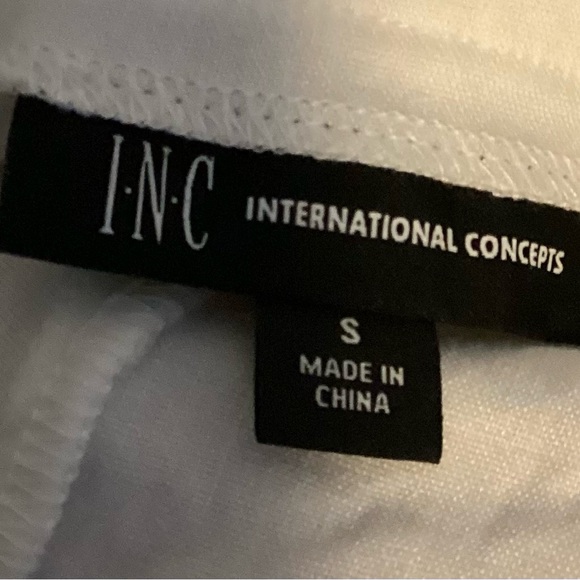 I·N·C INTERNATIONAL CONCEPTS
S
MADE IN
CHINA